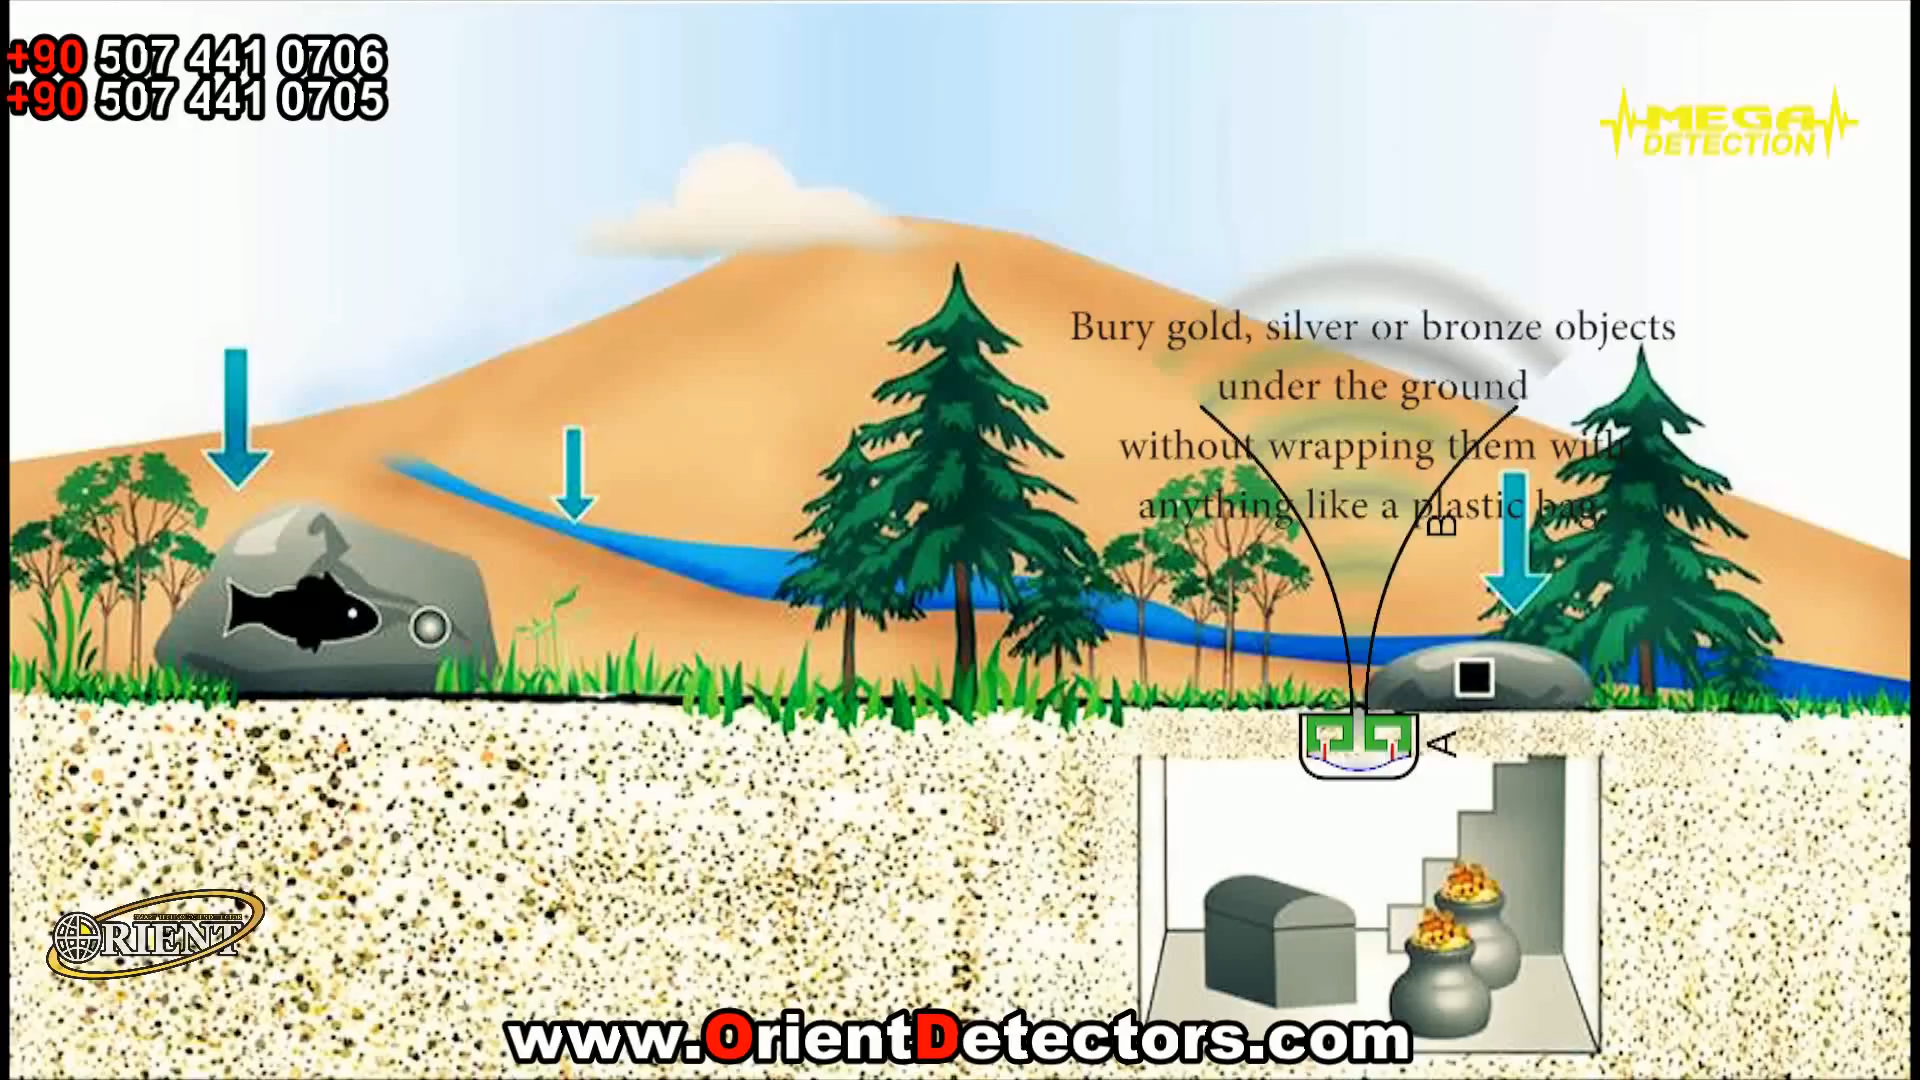 +90 507 441 0706
+90 507 441 0705
MEGA
DETECTION
Bury gold, silver or bronze objects
under the ground
without wrapping them with
anything like a plastic bag
B
A
ORIENT
www.OrientDetectors.com